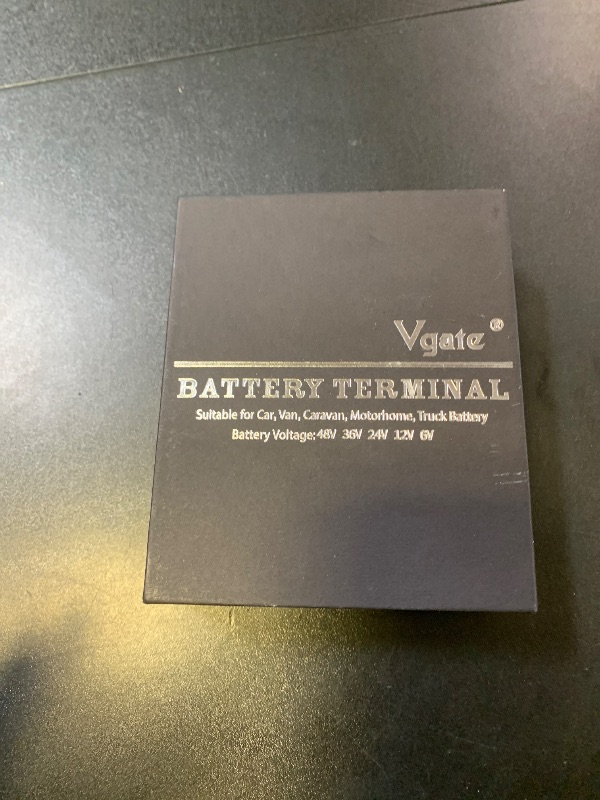 Vgate®
BATTERY TERMINAL
Suitable for Car, Van, Caravan, Motorhome, Truck Battery
Battery Voltage: 48V 36V 24V 12V 6V